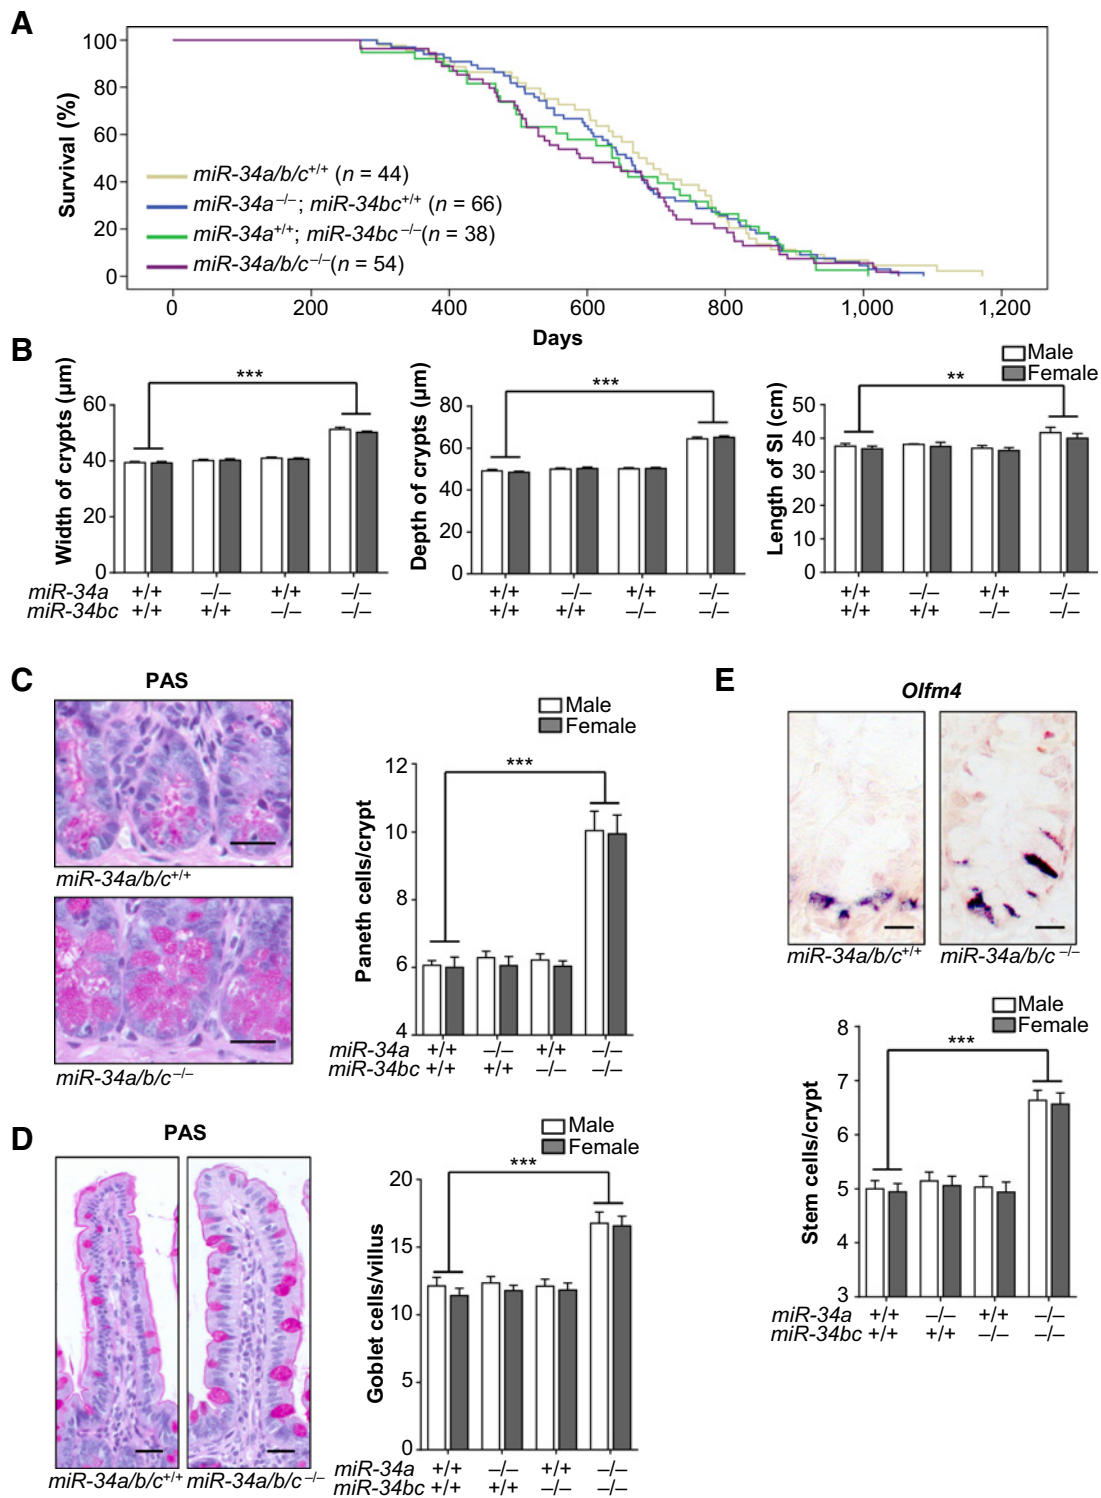 A
Survival (%)
100
80
60
40
20
0
miR-34a/b/c+/+ (n = 44)
miR-34a–/–; miR-34bc+/+ (n = 66)
miR-34a+/+; miR-34bc–/– (n = 38)
miR-34a/b/c–/– (n = 54)
0 200 400 600 800 1,000 1,200
Days
B
Male
Female
Width of crypts (µm)
60
40
20
0
***
Depth of crypts (µm)
80
60
40
20
0
***
Length of SI (cm)
50
40
30
20
10
0
**
miR-34a +/+ –/– +/+ –/– +/+ –/– +/+ –/– +/+ –/– +/+ –/–
miR-34bc +/+ +/+ –/– –/– +/+ +/+ –/– –/– +/+ +/+ –/– –/–
C
PAS
miR-34a/b/c+/+
miR-34a/b/c–/–
Male
Female
Paneth cells/crypt
12
10
8
6
4
***
miR-34a +/+ –/– +/+ –/–
miR-34bc +/+ +/+ –/– –/–
D
PAS
miR-34a/b/c+/+ miR-34a/b/c–/–
Male
Female
Goblet cells/villus
20
15
10
5
0
***
miR-34a +/+ –/– +/+ –/–
miR-34bc +/+ +/+ –/– –/–
E
Olfm4
miR-34a/b/c+/+ miR-34a/b/c–/–
Male
Female
Stem cells/crypt
8
7
6
5
4
3
***
miR-34a +/+ –/– +/+ –/–
miR-34bc +/+ +/+ –/– –/–